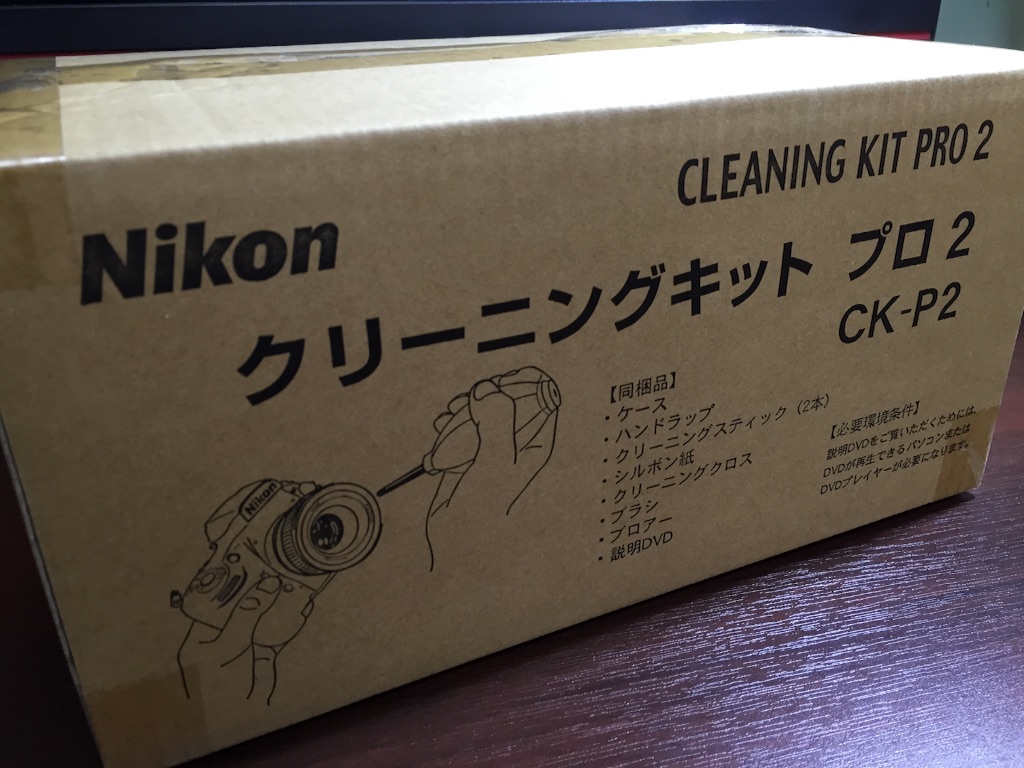 CLEANING KIT PRO 2
Nikon
クリーニングキット プロ 2
CK-P2
【同梱品】
・ケース
・ハンドラップ
・クリーニングスティック（2本）
・シルボン紙
・クリーニングクロス
・ブラシ
・ブロアー
・説明DVD
【必要環境条件】
説明DVDをご覧いただくためには、
DVDが再生できるパソコンまたは
DVDプレイヤーが必要になります。
Nikon